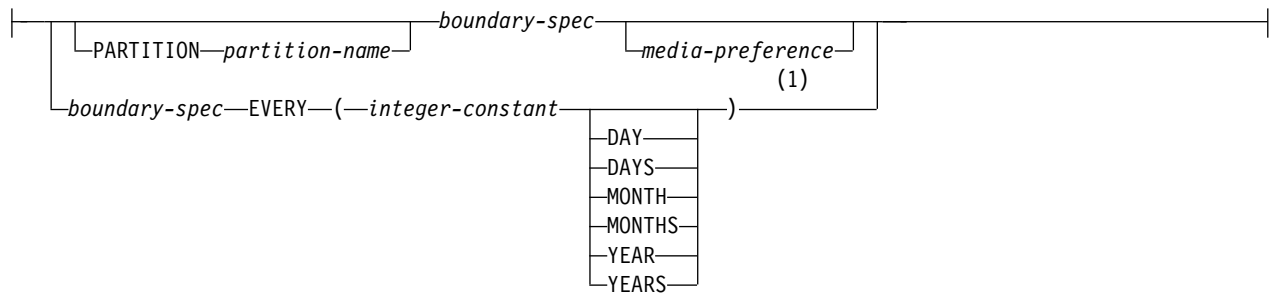 boundary-spec
PARTITION partition-name
media-preference
(1)
boundary-spec EVERY ( integer-constant )
DAY
DAYS
MONTH
MONTHS
YEAR
YEARS